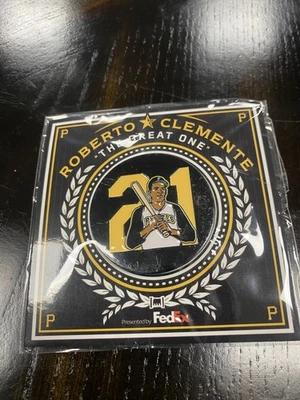 P P
ROBERTO ★ CLEMENTE
"THE GREAT ONE"
21
P P
Presented by FedEx